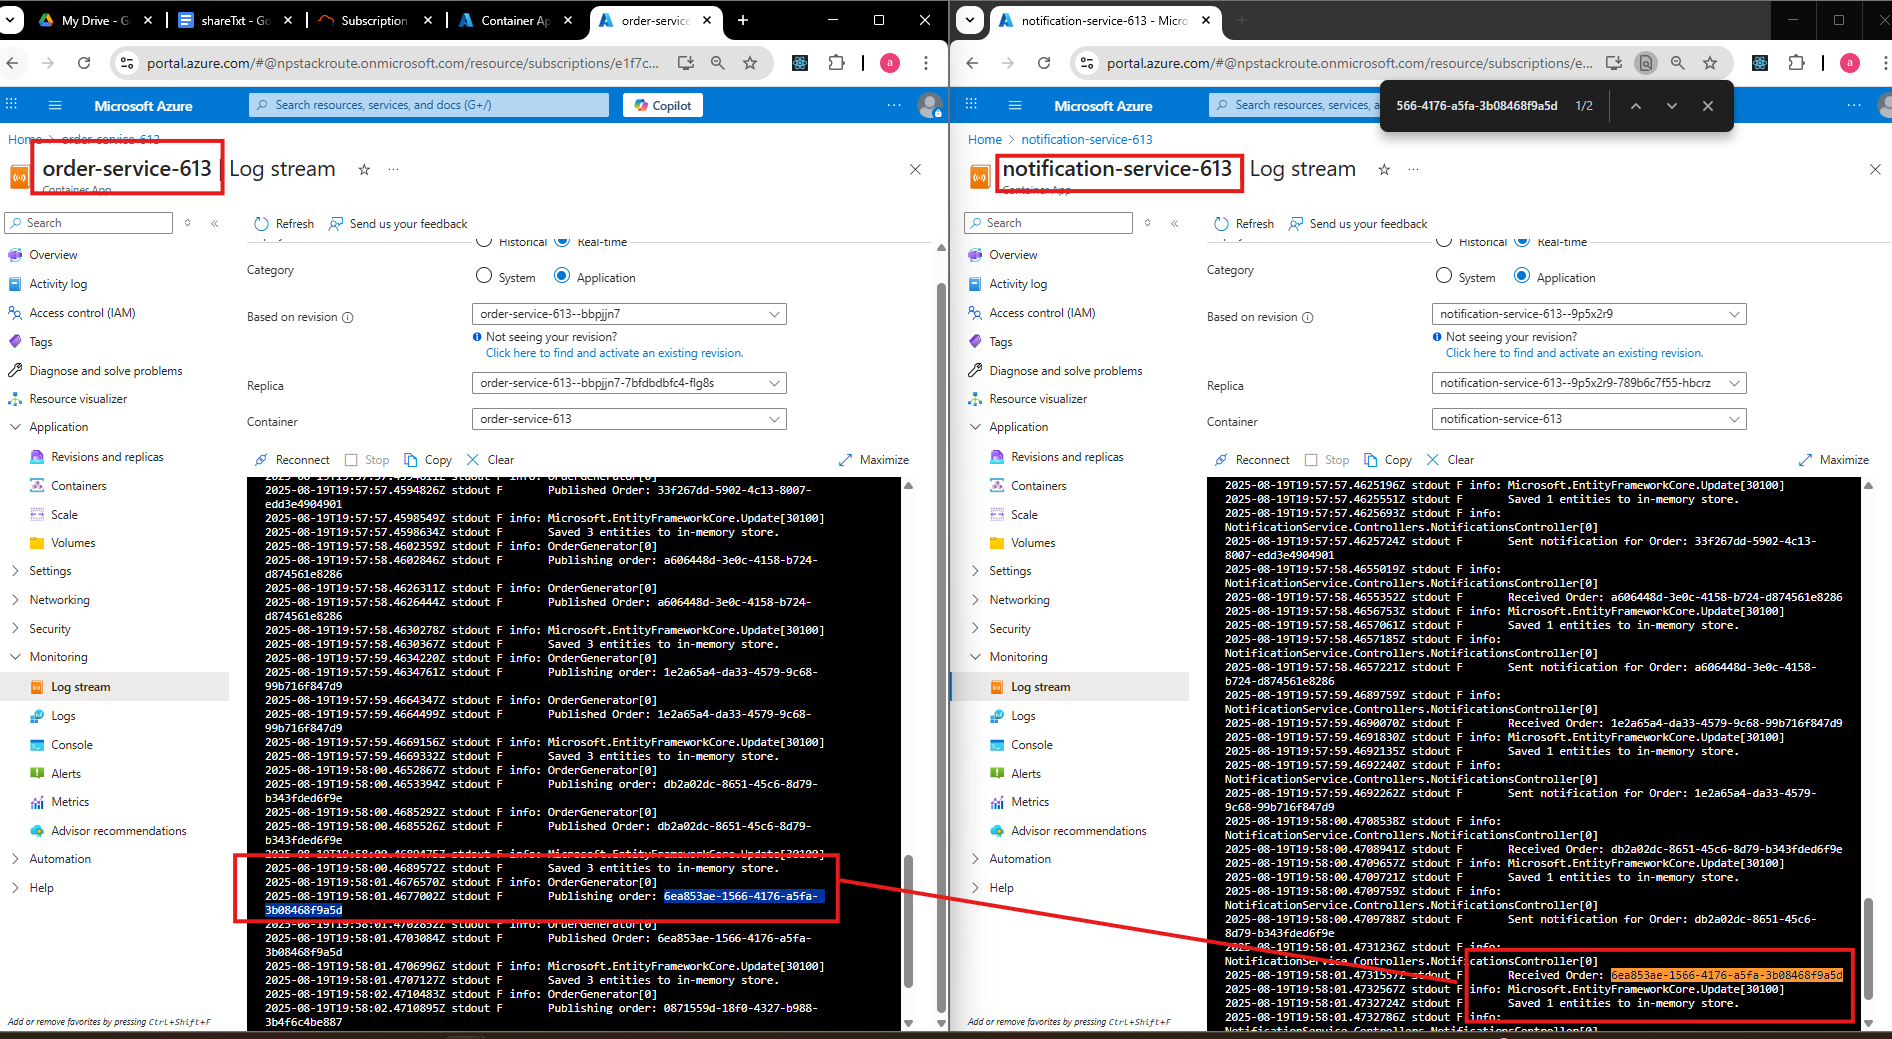 My Drive - G
shareTxt - Go
Subscription
Container Ap
order-service
portal.azure.com/#@npstackroute.onmicrosoft.com/resource/subscriptions/e1f7c...
a
Microsoft Azure
Search resources, services, and docs (G+/)
Copilot
Home > order-service-613
order-service-613 | Log stream
Container App
Search
Refresh
Send us your feedback
Historical
Real-time
Category
System
Application
Based on revision
order-service-613--bbpjjn7
Not seeing your revision?
Click here to find and activate an existing revision.
Replica
order-service-613--bbpjjn7-7bfdbdbfc4-flg8s
Container
order-service-613
Overview
Activity log
Access control (IAM)
Tags
Diagnose and solve problems
Resource visualizer
Application
Revisions and replicas
Containers
Scale
Volumes
Settings
Networking
Security
Monitoring
Log stream
Logs
Console
Alerts
Metrics
Advisor recommendations
Automation
Help
Add or remove favorites by pressing Ctrl+Shift+F
Reconnect
Stop
Copy
Clear
Maximize
2025-08-19T19:57:57.4594826Z stdout F Published Order: 33f267dd-5902-4c13-8007-
edd3e4904901
2025-08-19T19:57:57.4598549Z stdout F info: Microsoft.EntityFrameworkCore.Update[30100]
2025-08-19T19:57:57.4598634Z stdout F Saved 3 entities to in-memory store.
2025-08-19T19:57:58.4602359Z stdout F info: OrderGenerator[0]
2025-08-19T19:57:58.4602846Z stdout F Publishing order: a606448d-3e0c-4158-b724-
d874561e8286
2025-08-19T19:57:58.4626311Z stdout F info: OrderGenerator[0]
2025-08-19T19:57:58.4626444Z stdout F Published Order: a606448d-3e0c-4158-b724-
d874561e8286
2025-08-19T19:57:58.4630278Z stdout F info: Microsoft.EntityFrameworkCore.Update[30100]
2025-08-19T19:57:58.4630367Z stdout F Saved 3 entities to in-memory store.
2025-08-19T19:57:59.4634220Z stdout F info: OrderGenerator[0]
2025-08-19T19:57:59.4634761Z stdout F Publishing order: 1e2a65a4-da33-4579-9c68-
99b716f847d9
2025-08-19T19:57:59.4664347Z stdout F info: OrderGenerator[0]
2025-08-19T19:57:59.4664499Z stdout F Published Order: 1e2a65a4-da33-4579-9c68-
99b716f847d9
2025-08-19T19:57:59.4669156Z stdout F info: Microsoft.EntityFrameworkCore.Update[30100]
2025-08-19T19:57:59.4669332Z stdout F Saved 3 entities to in-memory store.
2025-08-19T19:58:00.4652867Z stdout F info: OrderGenerator[0]
2025-08-19T19:58:00.4653394Z stdout F Publishing order: db2a02dc-8651-45c6-8d79-
b343fded6f9e
2025-08-19T19:58:00.4685292Z stdout F info: OrderGenerator[0]
2025-08-19T19:58:00.4685526Z stdout F Published Order: db2a02dc-8651-45c6-8d79-
b343fded6f9e
2025-08-19T19:58:00.4689475Z stdout F info: Microsoft.EntityFrameworkCore.Update[30100]
2025-08-19T19:58:00.4689572Z stdout F Saved 3 entities to in-memory store.
2025-08-19T19:58:01.4676570Z stdout F info: OrderGenerator[0]
2025-08-19T19:58:01.4677002Z stdout F Publishing order: 6ea853ae-1566-4176-a5fa-
3b08468f9a5d
2025-08-19T19:58:01.4702852Z stdout F info: OrderGenerator[0]
2025-08-19T19:58:01.4703084Z stdout F Published Order: 6ea853ae-1566-4176-a5fa-
3b08468f9a5d
2025-08-19T19:58:01.4706996Z stdout F info: Microsoft.EntityFrameworkCore.Update[30100]
2025-08-19T19:58:01.4707127Z stdout F Saved 3 entities to in-memory store.
2025-08-19T19:58:02.4710483Z stdout F info: OrderGenerator[0]
2025-08-19T19:58:02.4710895Z stdout F Publishing order: 0871559d-18f0-4327-b988-
3b4f6c4be887
notification-service-613 - Micro
portal.azure.com/#@npstackroute.onmicrosoft.com/resource/subscriptions/e...
a
Microsoft Azure
Search resources, services, a
566-4176-a5fa-3b08468f9a5d 1/2
Home > notification-service-613
notification-service-613 | Log stream
Container App
Search
Refresh
Send us your feedback
Historical
Real-time
Category
System
Application
Based on revision
notification-service-613--9p5x2r9
Not seeing your revision?
Click here to find and activate an existing revision.
Replica
notification-service-613--9p5x2r9-789b6c7f55-hbcrz
Container
notification-service-613
Overview
Activity log
Access control (IAM)
Tags
Diagnose and solve problems
Resource visualizer
Application
Revisions and replicas
Containers
Scale
Volumes
Settings
Networking
Security
Monitoring
Log stream
Logs
Console
Alerts
Metrics
Advisor recommendations
Automation
Help
Add or remove favorites by pressing Ctrl+Shift+F
Reconnect
Stop
Copy
Clear
Maximize
2025-08-19T19:57:57.4625196Z stdout F info: Microsoft.EntityFrameworkCore.Update[30100]
2025-08-19T19:57:57.4625551Z stdout F Saved 1 entities to in-memory store.
2025-08-19T19:57:57.4625693Z stdout F info:
NotificationService.Controllers.NotificationsController[0]
2025-08-19T19:57:57.4625724Z stdout F Sent notification for Order: 33f267dd-5902-4c13-
8007-edd3e4904901
2025-08-19T19:57:58.4655019Z stdout F info:
NotificationService.Controllers.NotificationsController[0]
2025-08-19T19:57:58.4655352Z stdout F Received Order: a606448d-3e0c-4158-b724-d874561e8286
2025-08-19T19:57:58.4656753Z stdout F info: Microsoft.EntityFrameworkCore.Update[30100]
2025-08-19T19:57:58.4657061Z stdout F Saved 1 entities to in-memory store.
2025-08-19T19:57:58.4657185Z stdout F info:
NotificationService.Controllers.NotificationsController[0]
2025-08-19T19:57:58.4657221Z stdout F Sent notification for Order: a606448d-3e0c-4158-
b724-d874561e8286
2025-08-19T19:57:59.4689759Z stdout F info:
NotificationService.Controllers.NotificationsController[0]
2025-08-19T19:57:59.4690070Z stdout F Received Order: 1e2a65a4-da33-4579-9c68-99b716f847d9
2025-08-19T19:57:59.4691830Z stdout F info: Microsoft.EntityFrameworkCore.Update[30100]
2025-08-19T19:57:59.4692135Z stdout F Saved 1 entities to in-memory store.
2025-08-19T19:57:59.4692240Z stdout F info:
NotificationService.Controllers.NotificationsController[0]
2025-08-19T19:57:59.4692262Z stdout F Sent notification for Order: 1e2a65a4-da33-4579-
9c68-99b716f847d9
2025-08-19T19:58:00.4708538Z stdout F info:
NotificationService.Controllers.NotificationsController[0]
2025-08-19T19:58:00.4708941Z stdout F Received Order: db2a02dc-8651-45c6-8d79-b343fded6f9e
2025-08-19T19:58:00.4709657Z stdout F info: Microsoft.EntityFrameworkCore.Update[30100]
2025-08-19T19:58:00.4709721Z stdout F Saved 1 entities to in-memory store.
2025-08-19T19:58:00.4709759Z stdout F info:
NotificationService.Controllers.NotificationsController[0]
2025-08-19T19:58:00.4709788Z stdout F Sent notification for Order: db2a02dc-8651-45c6-
8d79-b343fded6f9e
2025-08-19T19:58:01.4731236Z stdout F info:
NotificationService.Controllers.NotificationsController[0]
2025-08-19T19:58:01.4731557Z stdout F Received Order: 6ea853ae-1566-4176-a5fa-3b08468f9a5d
2025-08-19T19:58:01.4732567Z stdout F info: Microsoft.EntityFrameworkCore.Update[30100]
2025-08-19T19:58:01.4732724Z stdout F Saved 1 entities to in-memory store.
2025-08-19T19:58:01.4732786Z stdout F info:
NotificationService.Controllers.NotificationsController[0]